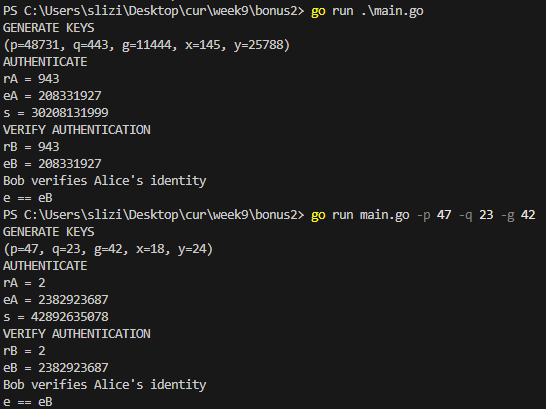 PS C:\Users\slizi\Desktop\cur\week9\bonus2> go run .\main.go
GENERATE KEYS
(p=48731, q=443, g=11444, x=145, y=25788)
AUTHENTICATE
rA = 943
eA = 208331927
s = 30208131999
VERIFY AUTHENTICATION
rB = 943
eB = 208331927
Bob verifies Alice's identity
e == eB
PS C:\Users\slizi\Desktop\cur\week9\bonus2> go run main.go -p 47 -q 23 -g 42
GENERATE KEYS
(p=47, q=23, g=42, x=18, y=24)
AUTHENTICATE
rA = 2
eA = 2382923687
s = 42892635078
VERIFY AUTHENTICATION
rB = 2
eB = 2382923687
Bob verifies Alice's identity
e == eB